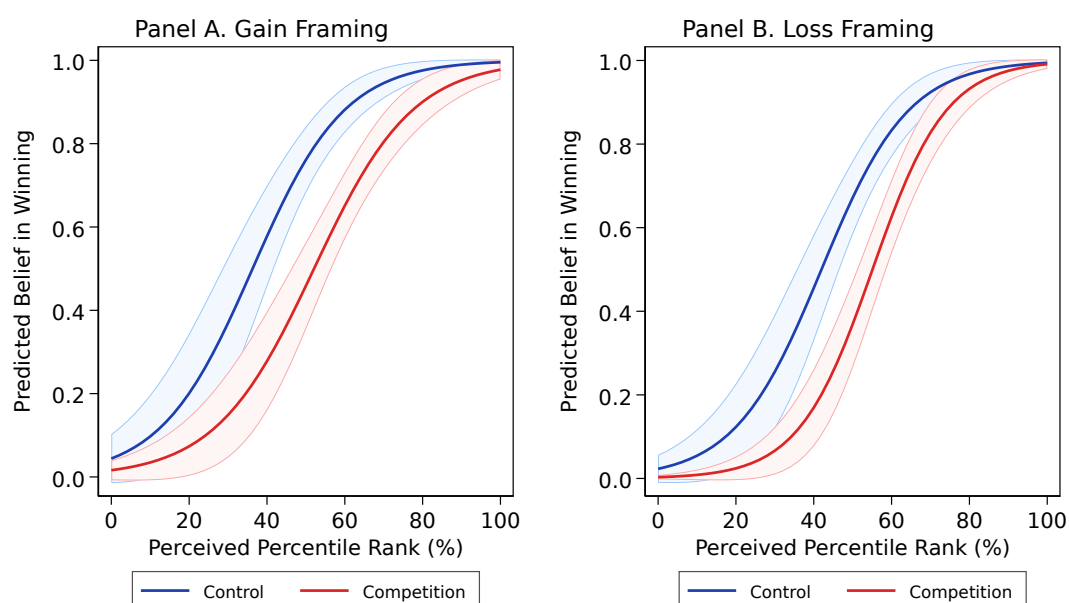 Panel A. Gain Framing
Predicted Belief in Winning
1.0
0.8
0.6
0.4
0.2
0.0
0 20 40 60 80 100
Perceived Percentile Rank (%)
Control Competition
Panel B. Loss Framing
Predicted Belief in Winning
1.0
0.8
0.6
0.4
0.2
0.0
0 20 40 60 80 100
Perceived Percentile Rank (%)
Control Competition